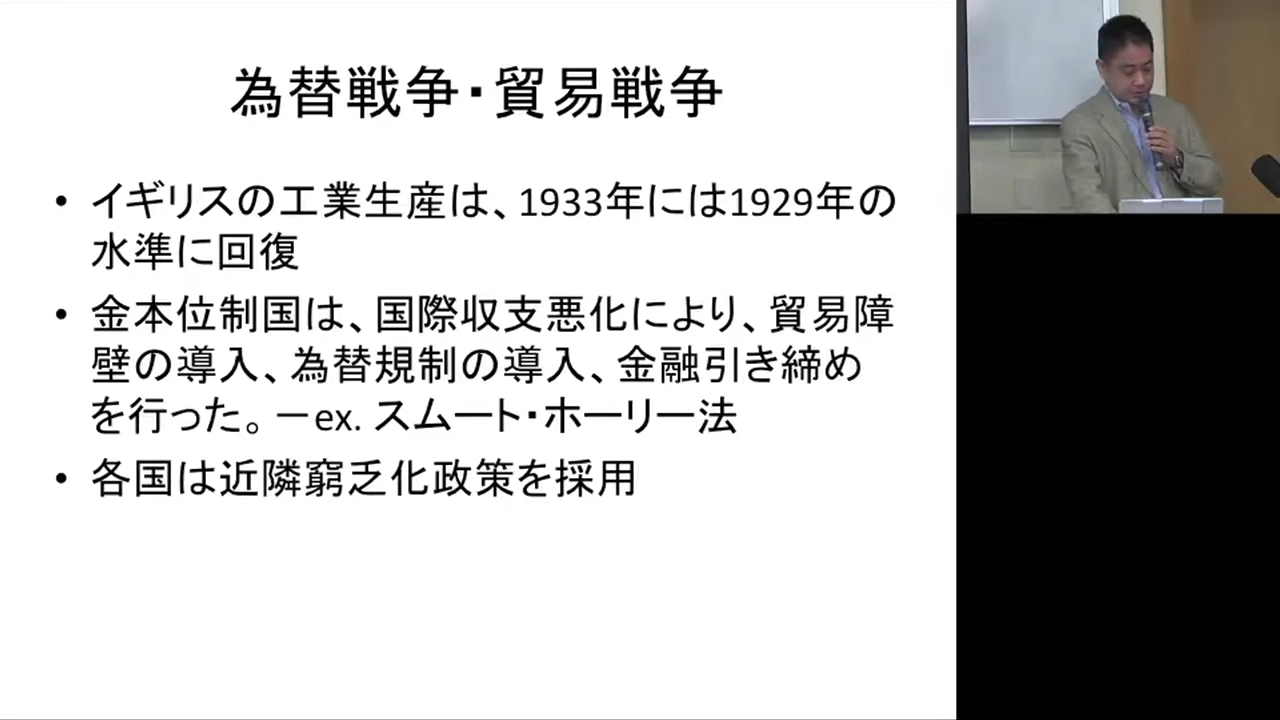 為替戦争・貿易戦争
• イギリスの工業生産は、1933年には1929年の
水準に回復
• 金本位制国は、国際収支悪化により、貿易障
壁の導入、為替規制の導入、金融引き締め
を行った。－ex. スムート・ホーリー法
• 各国は近隣窮乏化政策を採用